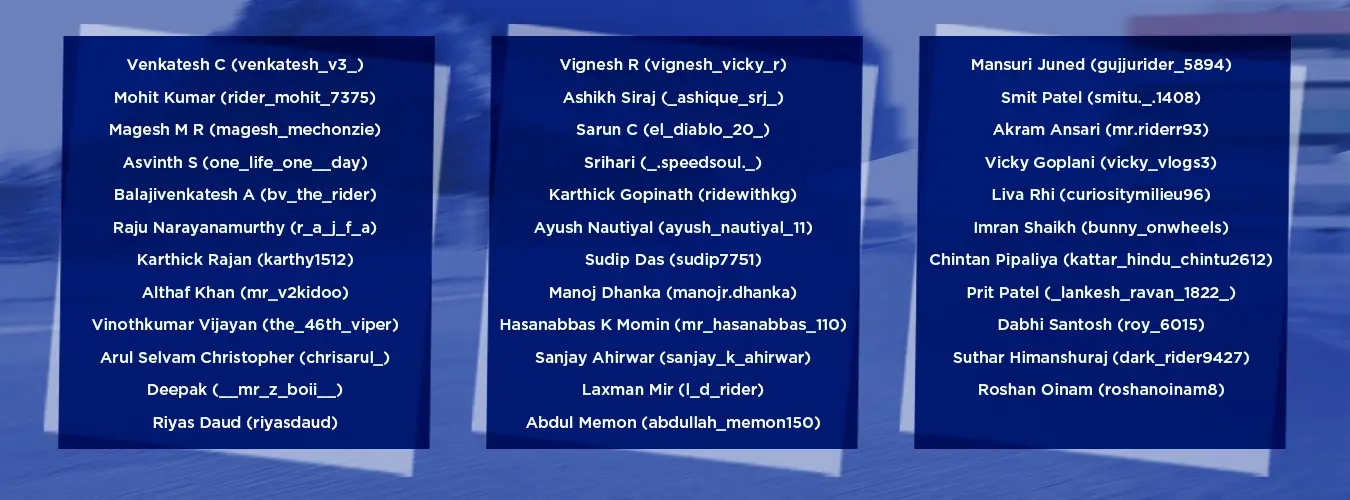 Venkatesh C (venkatesh_v3_)
Mohit Kumar (rider_mohit_7375)
Magesh M R (magesh_mechonzie)
Asvinth S (one_life_one__day)
Balajivenkatesh A (bv_the_rider)
Raju Narayanamurthy (r_a_j_f_a)
Karthick Rajan (karthy1512)
Althaf Khan (mr_v2kidoo)
Vinothkumar Vijayan (the_46th_viper)
Arul Selvam Christopher (chrisarul_)
Deepak (__mr_z_boii__)
Riyas Daud (riyasdaud)
Vignesh R (vignesh_vicky_r)
Ashikh Siraj (_ashique_srj_)
Sarun C (el_diablo_20_)
Srihari (_.speedsoul._)
Karthick Gopinath (ridewithkg)
Ayush Nautiyal (ayush_nautiyal_11)
Sudip Das (sudip7751)
Manoj Dhanka (manojr.dhanka)
Hasanabbas K Momin (mr_hasanabbas_110)
Sanjay Ahirwar (sanjay_k_ahirwar)
Laxman Mir (l_d_rider)
Abdul Memon (abdullah_memon150)
Mansuri Juned (gujjurider_5894)
Smit Patel (smitu._.1408)
Akram Ansari (mr.riderr93)
Vicky Goplani (vicky_vlogs3)
Liva Rhi (curiositymilieu96)
Imran Shaikh (bunny_onwheels)
Chintan Pipaliya (kattar_hindu_chintu2612)
Prit Patel (_lankesh_ravan_1822_)
Dabhi Santosh (roy_6015)
Suthar Himanshuraj (dark_rider9427)
Roshan Oinam (roshanoinam8)